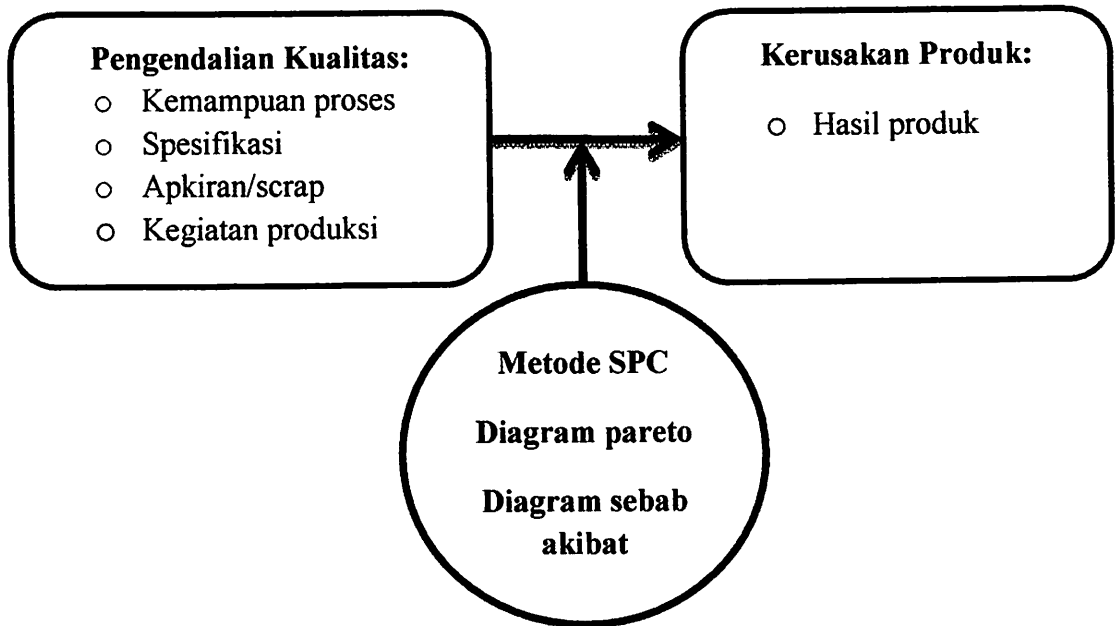 Pengendalian Kualitas:
○ Kemampuan proses
○ Spesifikasi
○ Apkiran/scrap
○ Kegiatan produksi
Kerusakan Produk:
○ Hasil produk
Metode SPC
Diagram pareto
Diagram sebab
akibat